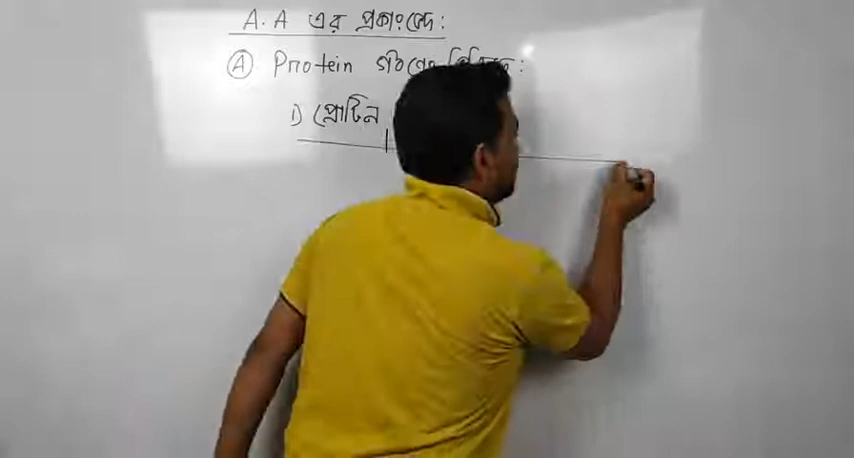 A.A এর প্রকারভেদ:
Ⓐ Protein গঠনের :
1) প্রোটিন